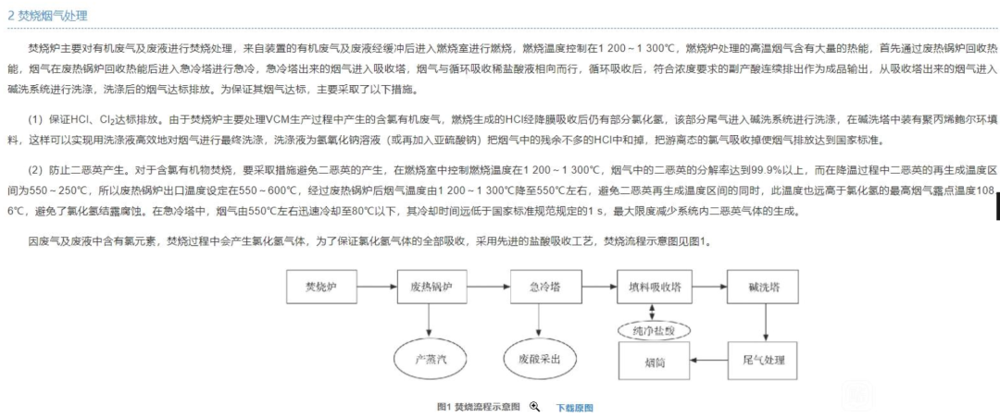 2 焚烧烟气处理
焚烧炉主要对有机废气及废液进行焚烧处理，来自装置的有机废气及废液经缓冲后进入燃烧室进行燃烧，燃烧温度控制在1 200～1 300℃，燃烧炉处理的高温烟气含有大量的热能，首先通过废热锅炉回收热
能，烟气在废热锅炉回收热能后进入急冷塔进行急冷，急冷塔出来的烟气进入吸收塔，烟气与循环吸收稀盐酸液相向而行，循环吸收后，符合浓度要求的副产酸连续排出作为成品输出，从吸收塔出来的烟气进入
碱洗系统进行洗涤，洗涤后的烟气达标排放。为保证其烟气达标，主要采取了以下措施。
(1）保证HCl、Cl₂达标排放。由于焚烧炉主要处理VCM生产过程中产生的含氯有机废气，燃烧生成的HCl经降膜吸收后仍有部分氯化氢，该部分尾气进入碱洗系统进行洗涤，在碱洗塔中装有聚丙烯鲍尔环填
料，这样可以实现用洗涤液高效地对烟气进行最终洗涤，洗涤液为氢氧化钠溶液（或再加入亚硫酸钠）把烟气中的残余不多的HCl中和掉，把游离态的氯气吸收掉使烟气排放达到国家标准。
(2）防止二恶英产生。对于含氯有机物焚烧，要采取措施避免二恶英的产生，在燃烧室中控制燃烧温度在1 200～1 300℃，烟气中的二恶英的分解率达到99.9%以上，而在降温过程中二恶英的再生成温度区
间为550～250℃，所以废热锅炉出口温度设定在550～600℃，经过废热锅炉后烟气温度由1 200～1 300℃降至550℃左右，避免二恶英再生成温度区间的同时，此温度也远高于氯化氢的最高烟气露点温度108.
6℃，避免了氯化氢结露腐蚀。在急冷塔中，烟气由550℃左右迅速冷却至80℃以下，其冷却时间远低于国家标准规范规定的1 s，最大限度减少系统内二恶英气体的生成。
因废气及废液中含有氯元素，焚烧过程中会产生氯化氢气体，为了保证氯化氢气体的全部吸收，采用先进的盐酸吸收工艺，焚烧流程示意图见图1。
焚烧炉 废热锅炉 急冷塔 填料吸收塔 碱洗塔
纯净盐酸
产蒸汽 废酸采出 烟筒 尾气处理
图1 焚烧流程示意图 下载原图